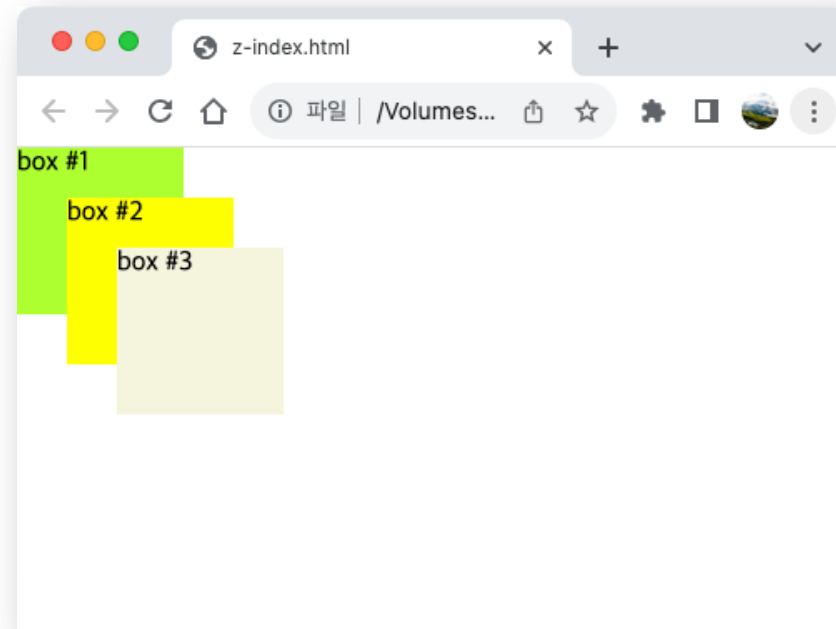 z-index.html
파일 /Volumes...
box #1
box #2
box #3